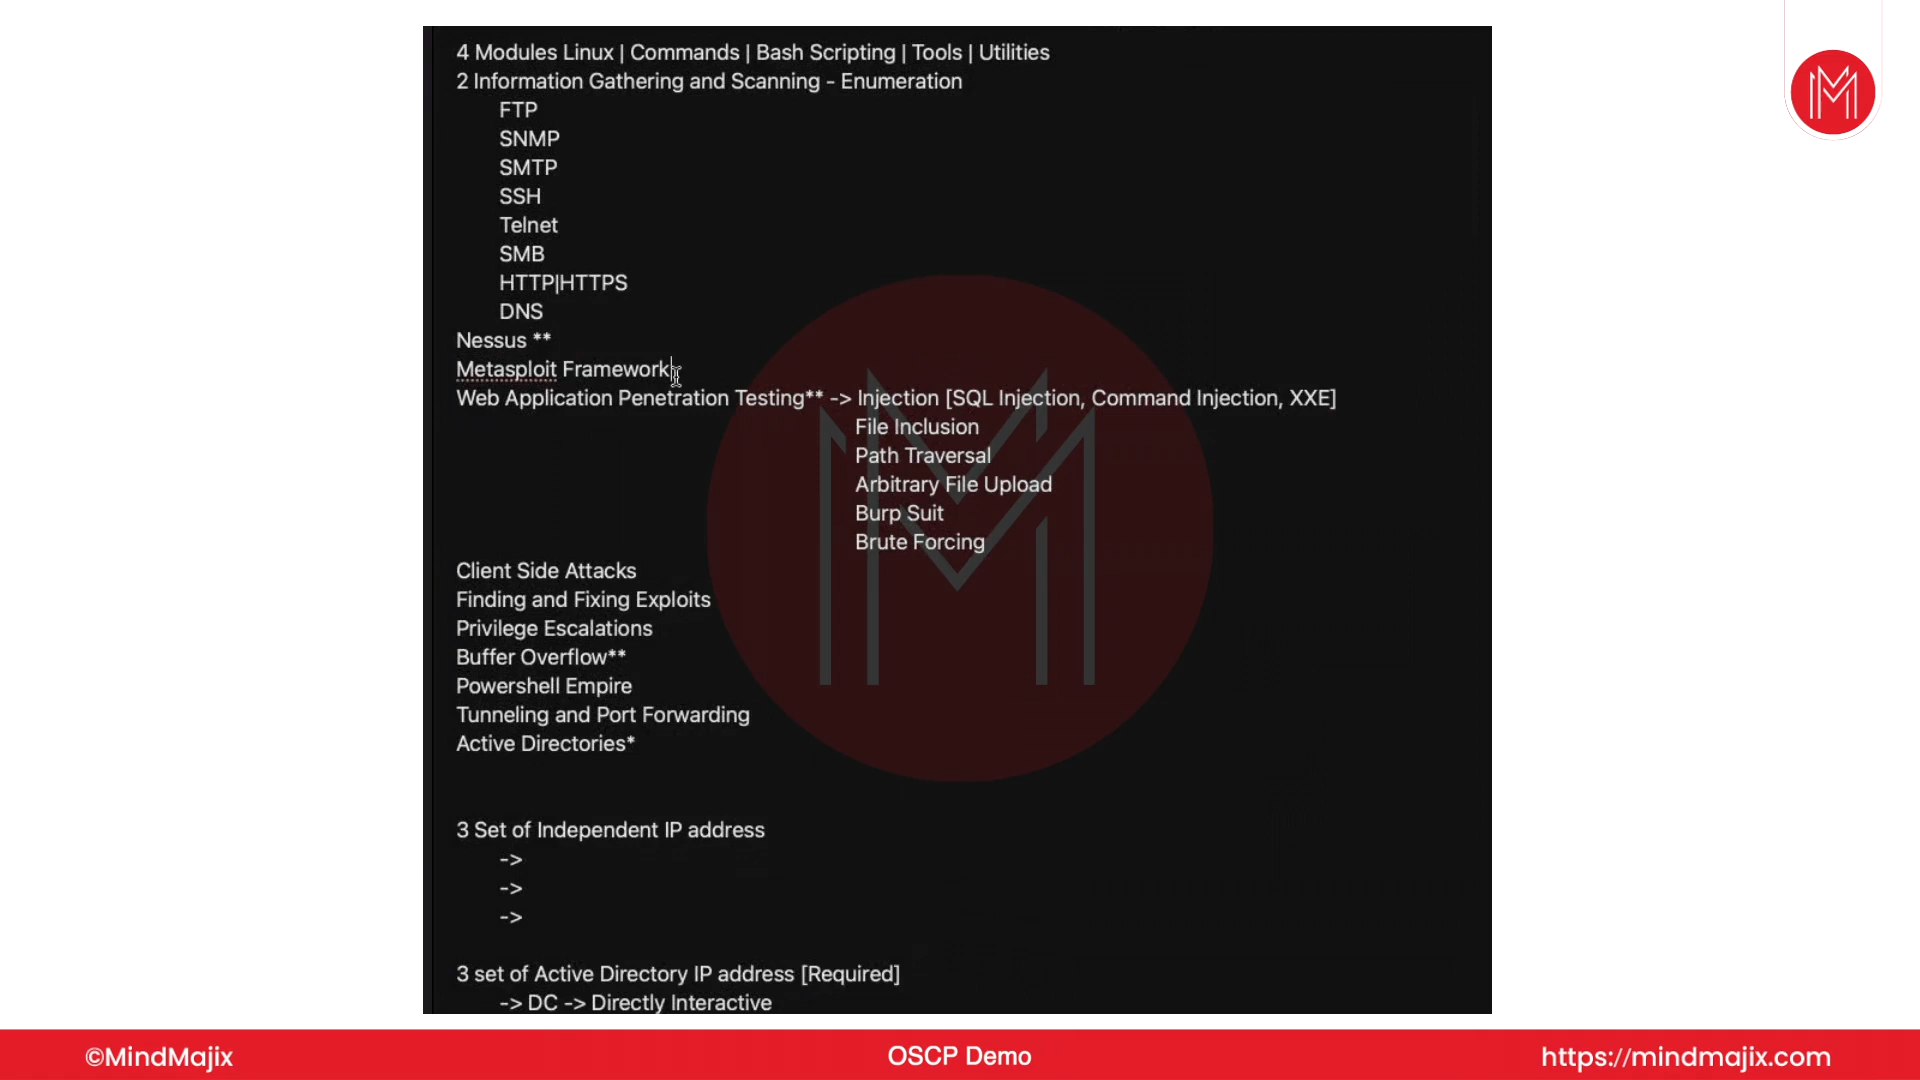 4 Modules Linux | Commands | Bash Scripting | Tools | Utilities
2 Information Gathering and Scanning - Enumeration
FTP
SNMP
SMTP
SSH
Telnet
SMB
HTTP|HTTPS
DNS
Nessus **
Metasploit Framework
Web Application Penetration Testing** -> Injection [SQL Injection, Command Injection, XXE]
File Inclusion
Path Traversal
Arbitrary File Upload
Burp Suit
Brute Forcing
Client Side Attacks
Finding and Fixing Exploits
Privilege Escalations
Buffer Overflow**
Powershell Empire
Tunneling and Port Forwarding
Active Directories*
3 Set of Independent IP address
->
->
->
3 set of Active Directory IP address [Required]
-> DC -> Directly Interactive
©MindMajix
OSCP Demo
https://mindmajix.com